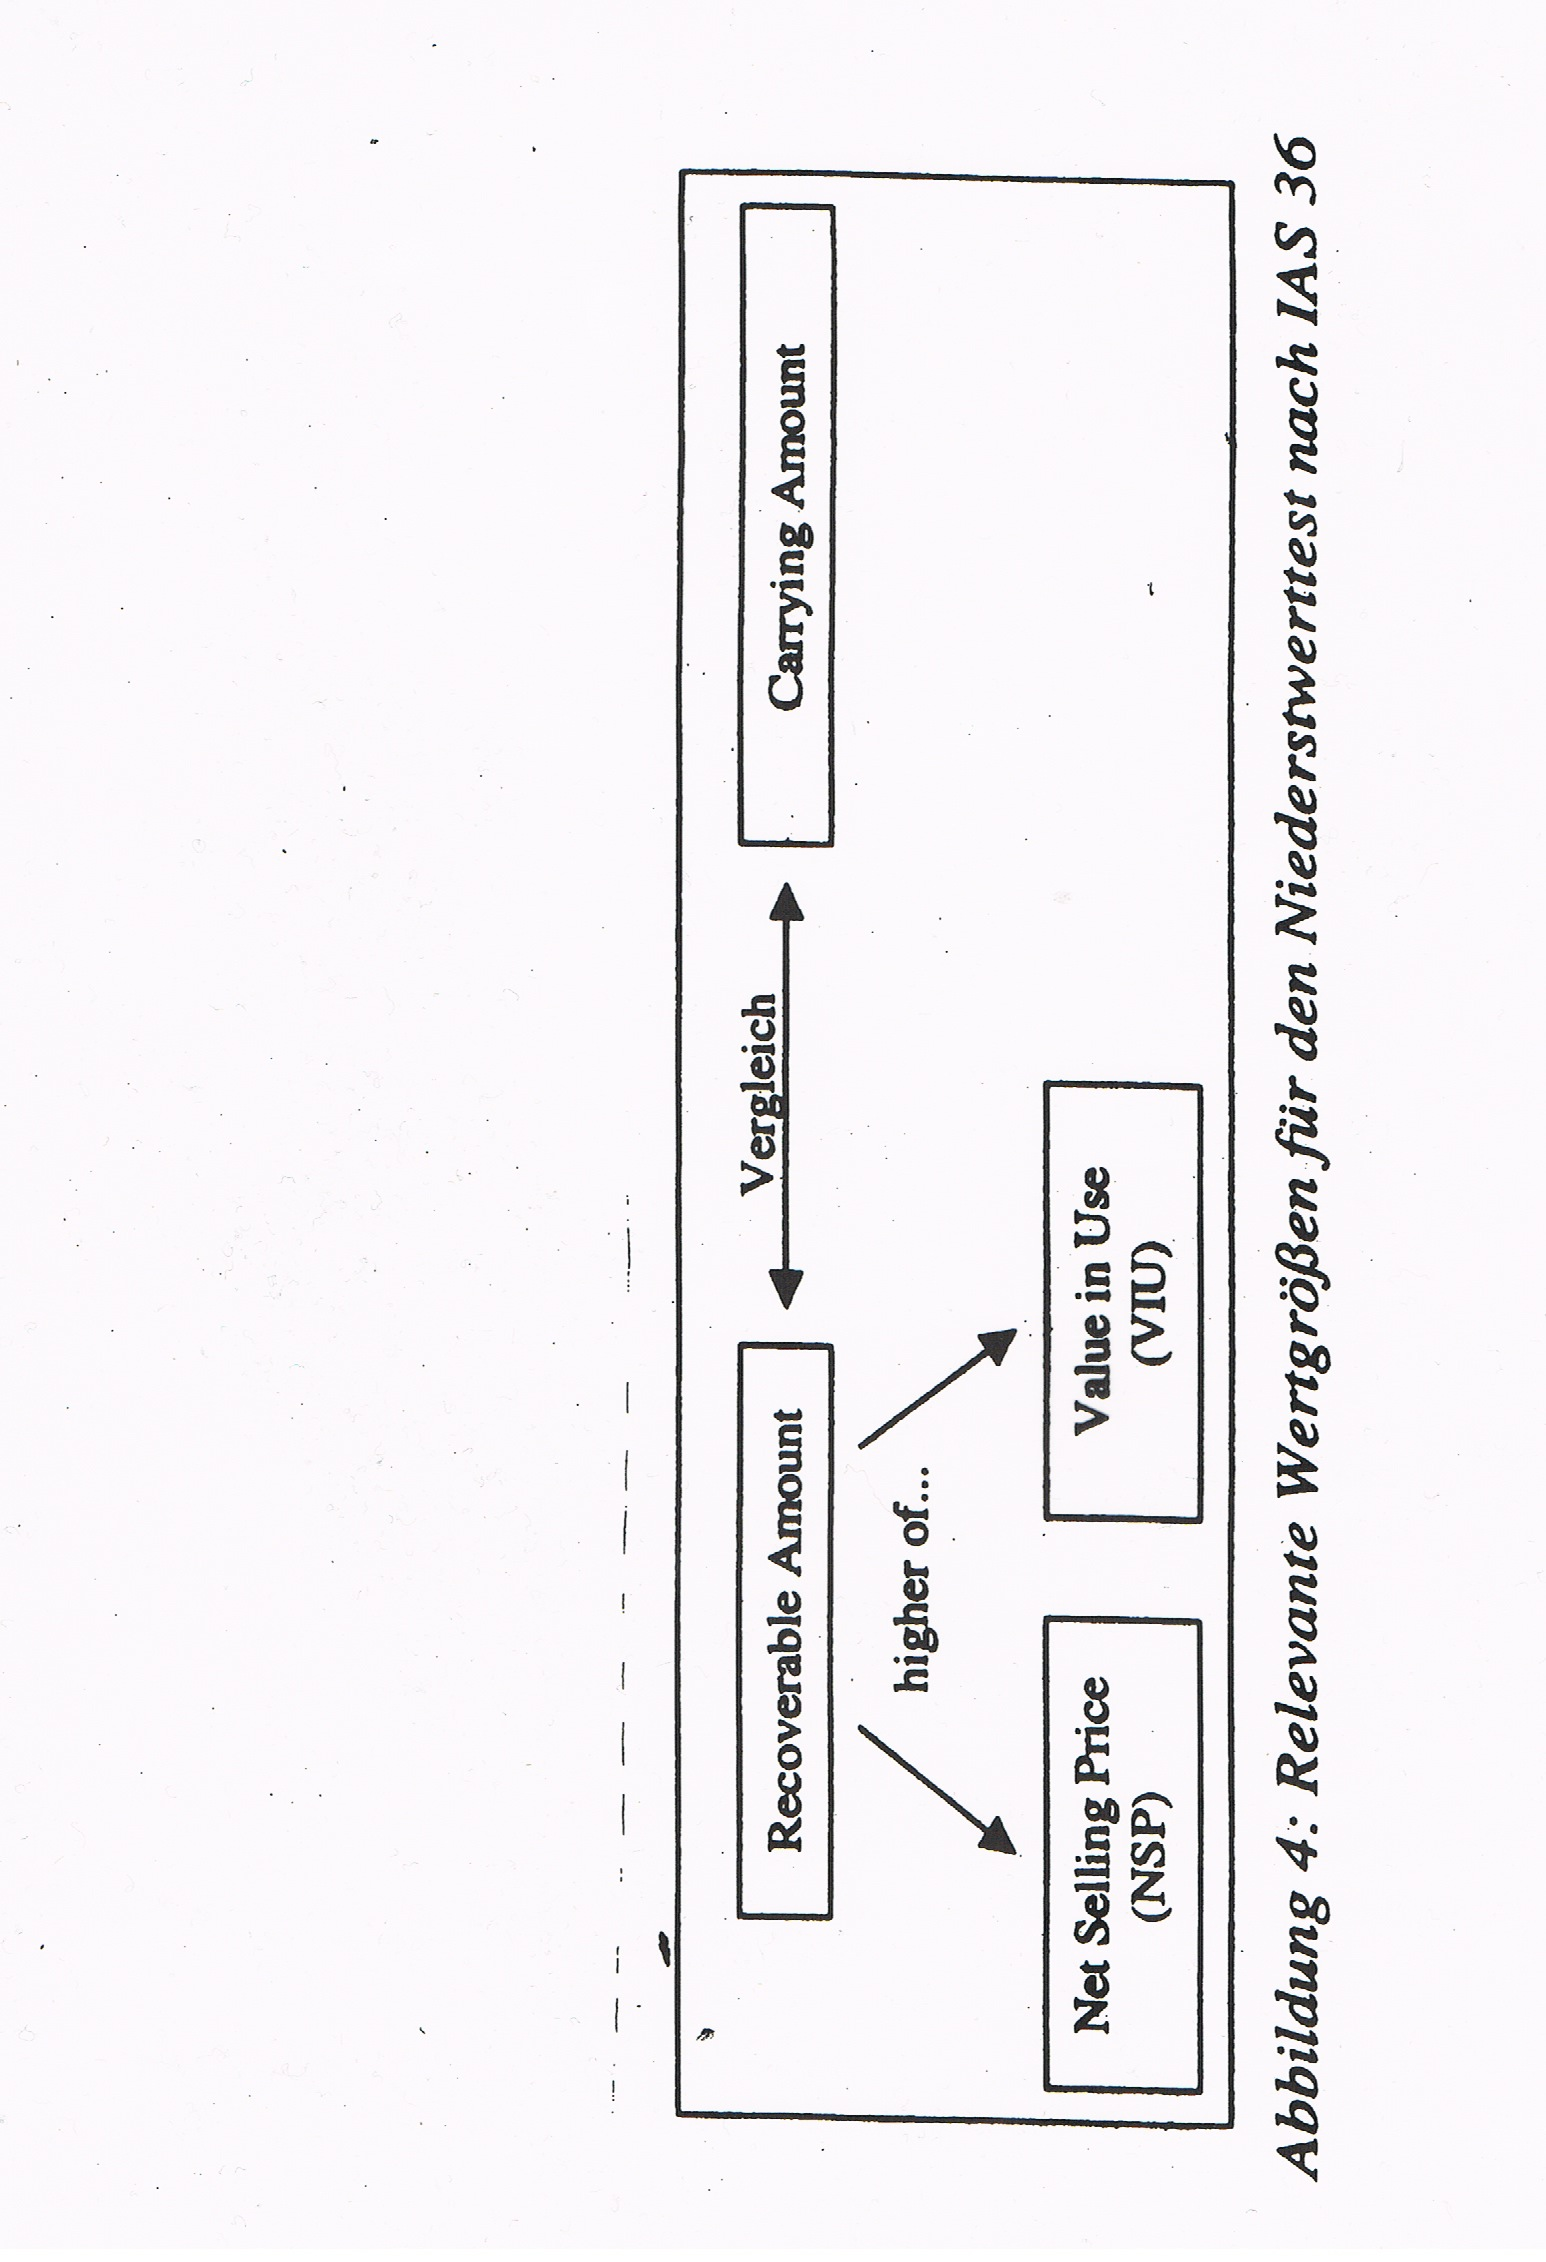 Recoverable Amount
Vergleich
Carrying Amount
higher of...
Net Selling Price
(NSP)
Value in Use
(VIU)
Abbildung 4: Relevante Wertgrößen für den Niederstwerttest nach IAS 36